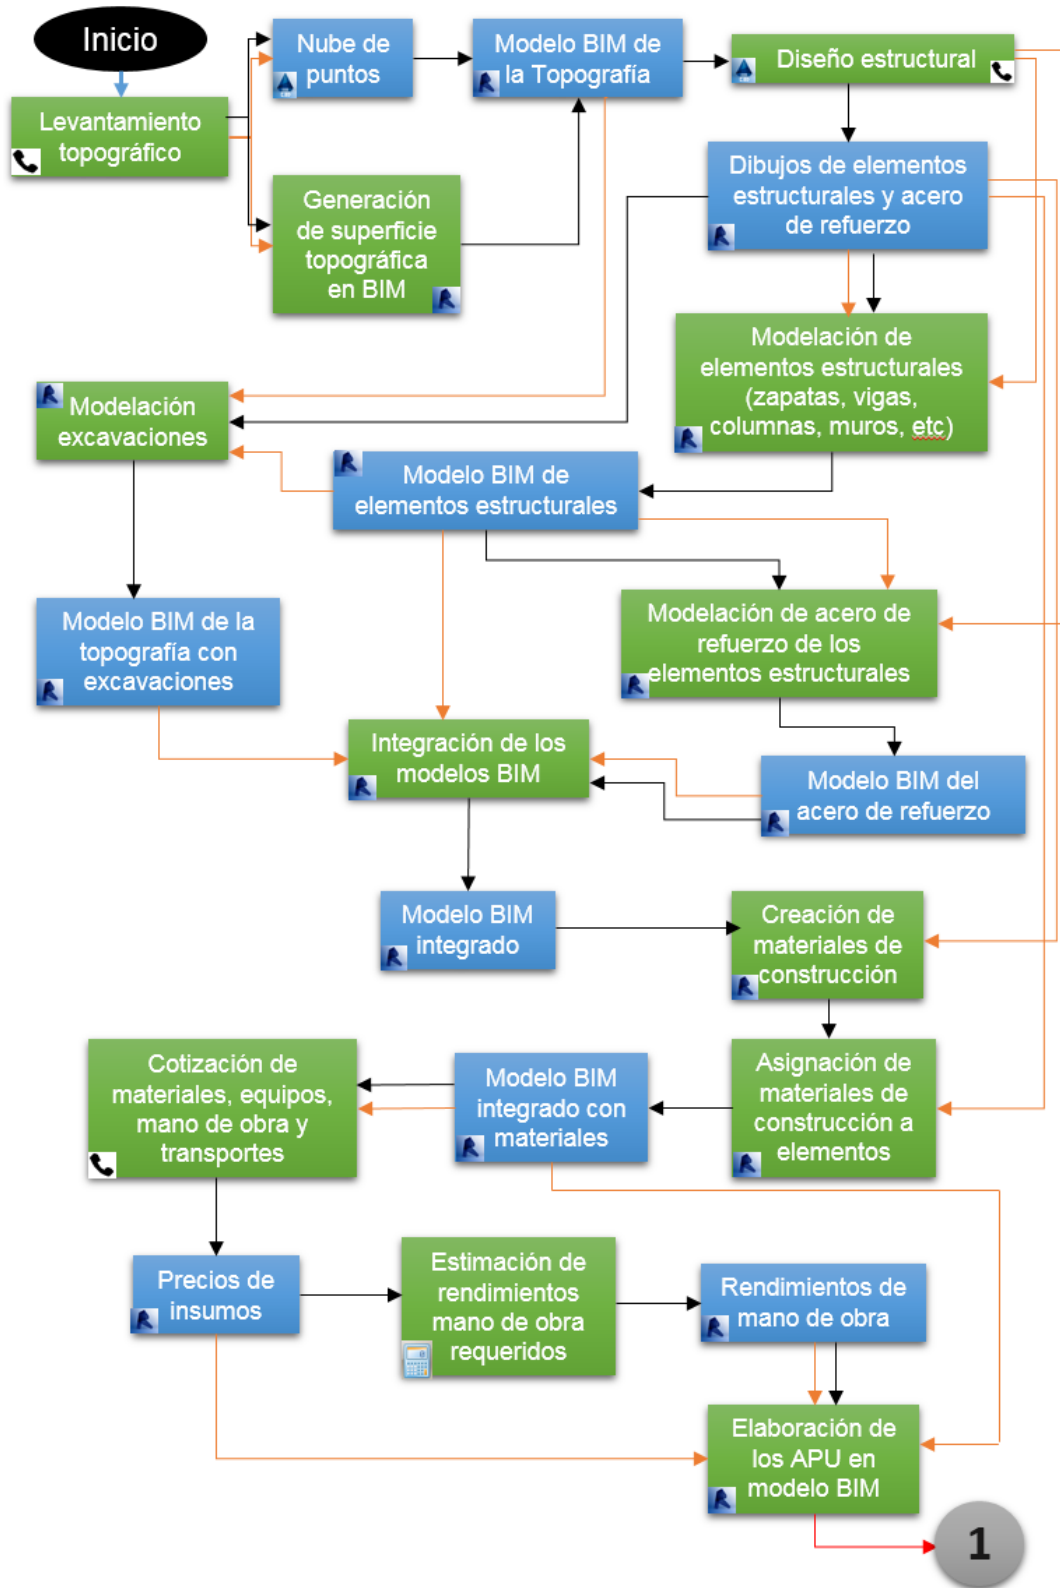 Inicio
Nube de
puntos
Modelo BIM de
la Topografía
Diseño estructural
Levantamiento
topográfico
Dibujos de elementos
estructurales y acero
de refuerzo
Generación
de superficie
topográfica
en BIM
Modelación de
elementos estructurales
(zapatas, vigas,
columnas, muros, etc)
Modelación
excavaciones
Modelo BIM de
elementos estructurales
Modelo BIM de la
topografía con
excavaciones
Modelación de acero de
refuerzo de los
elementos estructurales
Integración de los
modelos BIM
Modelo BIM del
acero de refuerzo
Modelo BIM
integrado
Creación de
materiales de
construcción
Cotización de
materiales, equipos,
mano de obra y
transportes
Modelo BIM
integrado con
materiales
Asignación de
materiales de
construcción a
elementos
Precios de
insumos
Estimación de
rendimientos
mano de obra
requeridos
Rendimientos de
mano de obra
Elaboración de
los APU en
modelo BIM
1